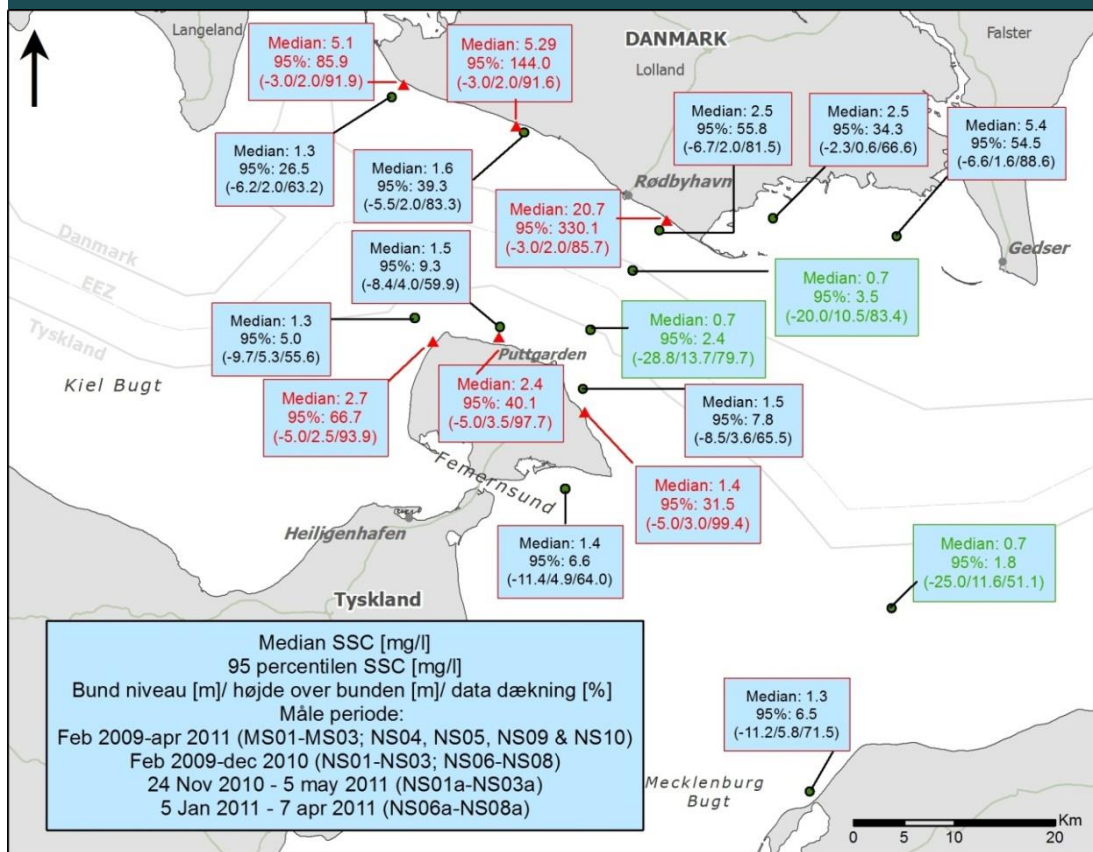 Langeland
DANMARK
Lolland
Falster
Median: 5.1
95%: 85.9
(-3.0/2.0/91.9)
Median: 5.29
95%: 144.0
(-3.0/2.0/91.6)
Median: 2.5
95%: 55.8
(-6.7/2.0/81.5)
Median: 2.5
95%: 34.3
(-2.3/0.6/66.6)
Median: 5.4
95%: 54.5
(-6.6/1.6/88.6)
Median: 1.3
95%: 26.5
(-6.2/2.0/63.2)
Median: 1.6
95%: 39.3
(-5.5/2.0/83.3)
Rødbyhavn
Median: 20.7
95%: 330.1
(-3.0/2.0/85.7)
Gedser
Danmark
EEZ
Tyskland
Median: 1.5
95%: 9.3
(-8.4/4.0/59.9)
Median: 0.7
95%: 3.5
(-20.0/10.5/83.4)
Median: 1.3
95%: 5.0
(-9.7/5.3/55.6)
Median: 0.7
95%: 2.4
(-28.8/13.7/79.7)
Kiel Bugt
Puttgarden
Median: 2.7
95%: 66.7
(-5.0/2.5/93.9)
Median: 2.4
95%: 40.1
(-5.0/3.5/97.7)
Median: 1.5
95%: 7.8
(-8.5/3.6/65.5)
Femernsund
Median: 1.4
95%: 31.5
(-5.0/3.0/99.4)
Heiligenhafen
Median: 1.4
95%: 6.6
(-11.4/4.9/64.0)
Median: 0.7
95%: 1.8
(-25.0/11.6/51.1)
Tyskland
Median SSC [mg/l]
95 percentilen SSC [mg/l]
Bund niveau [m]/ højde over bunden [m]/ data dækning [%]
Måle periode:
Feb 2009-apr 2011 (MS01-MS03; NS04, NS05, NS09 & NS10)
Feb 2009-dec 2010 (NS01-NS03; NS06-NS08)
24 Nov 2010 - 5 may 2011 (NS01a-NS03a)
5 Jan 2011 - 7 apr 2011 (NS06a-NS08a)
Median: 1.3
95%: 6.5
(-11.2/5.8/71.5)
Mecklenburg
Bugt
Km
0 5 10 20